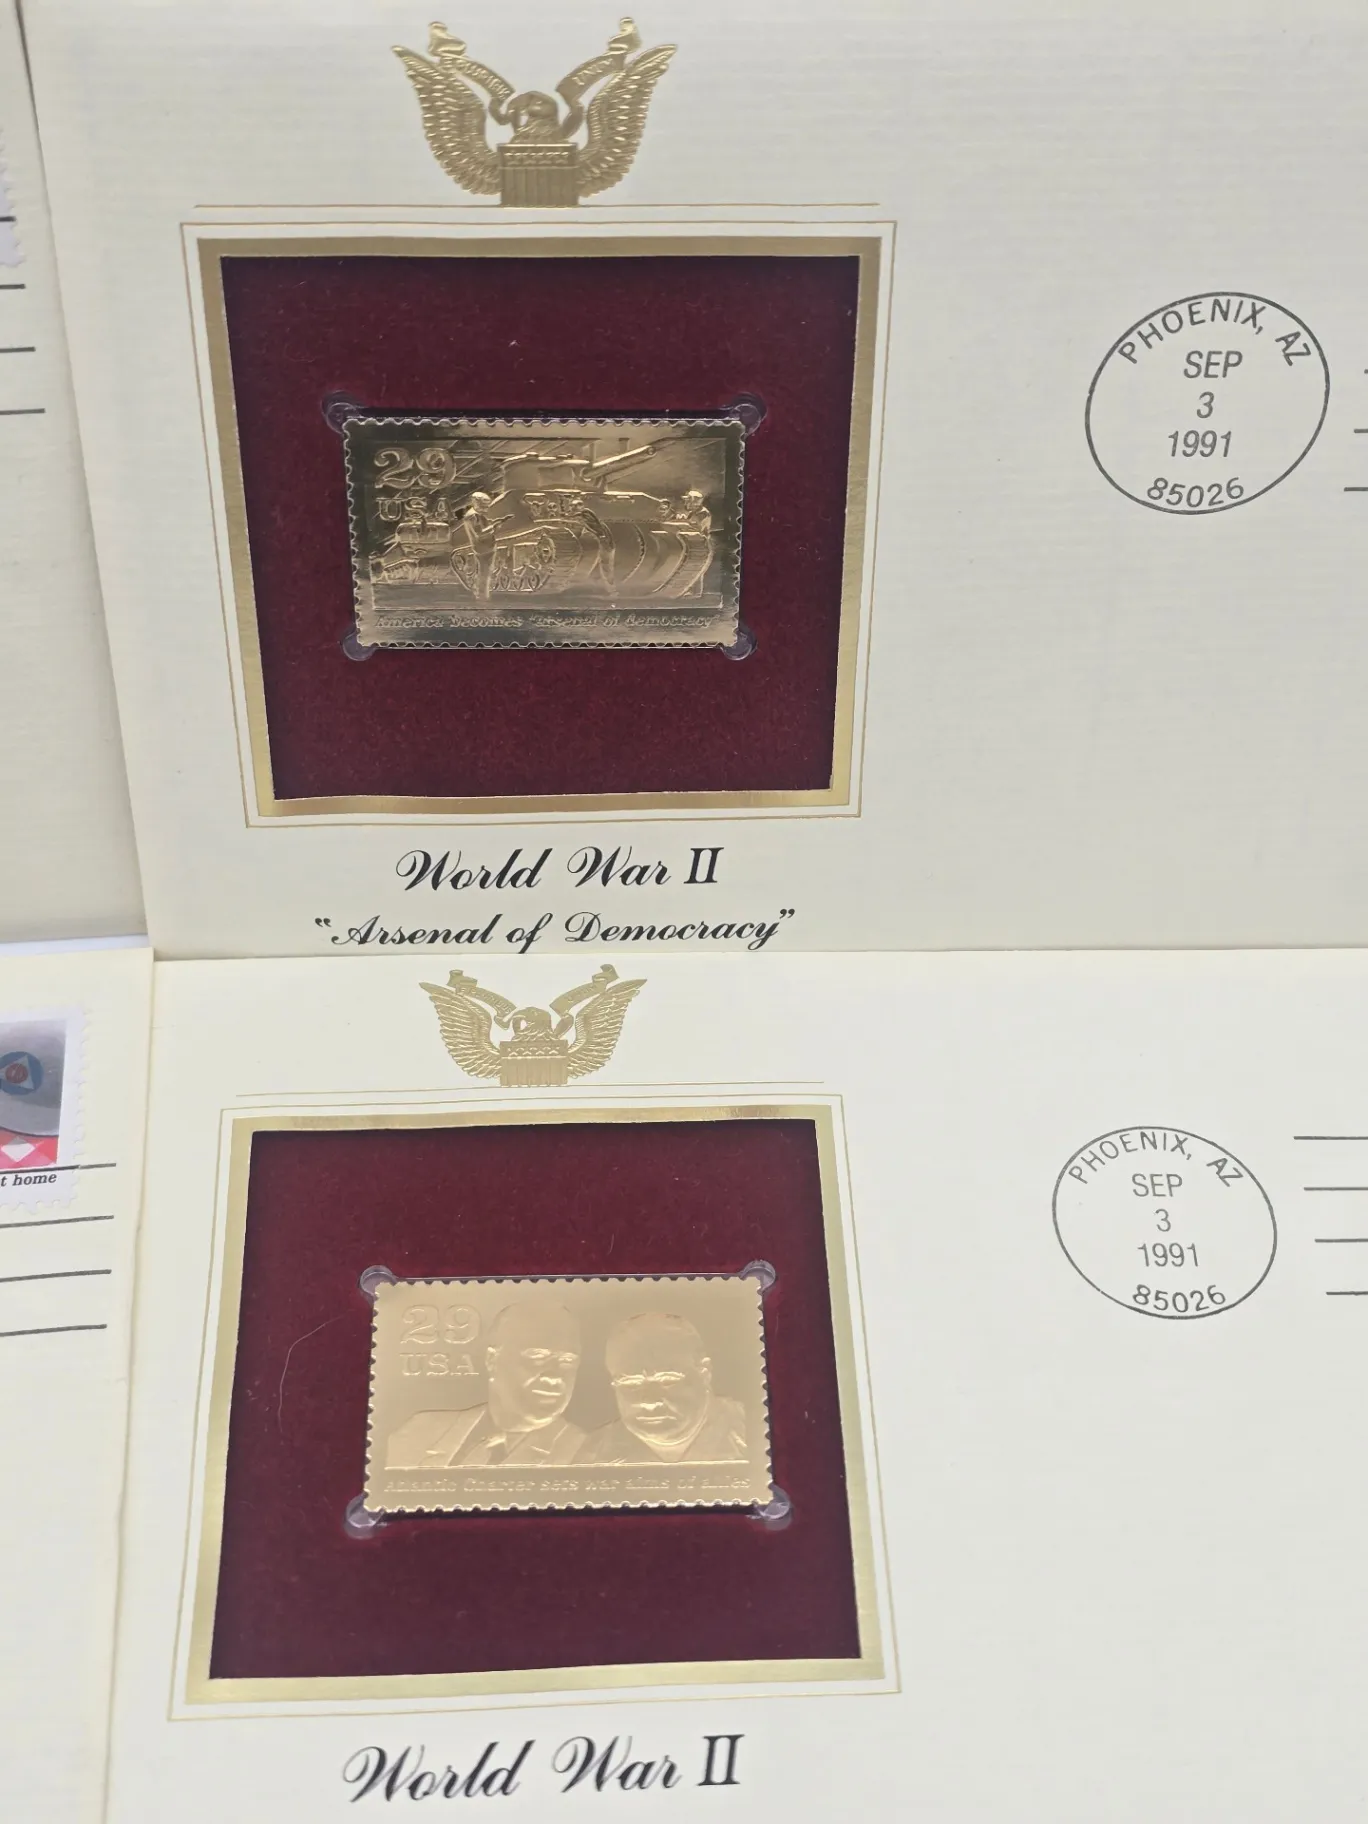 E PLURIBUS UNUM
PHOENIX, AZ
SEP
3
1991
85026
29
USA
America becomes "Arsenal of democracy"
World War II
"Arsenal of Democracy"
PHOENIX, AZ
SEP
3
1991
85026
t home
29
USA
Atlantic Charter sets war aims of allies
World War II